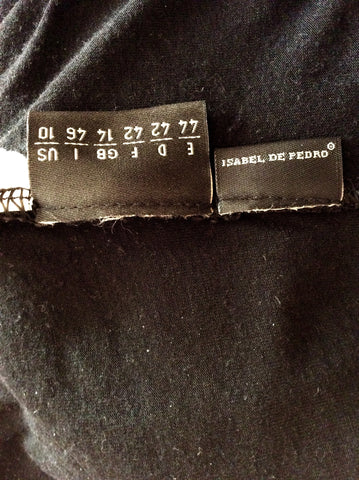 E D F GB I US
44 42 42 14 46 10
ISABEL DE PEDRO